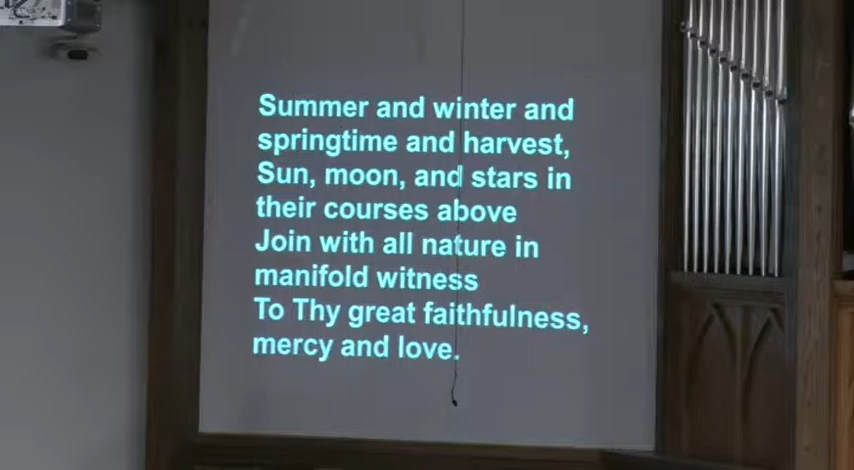 Summer and winter and
springtime and harvest,
Sun, moon, and stars in
their courses above
Join with all nature in
manifold witness
To Thy great faithfulness,
mercy and love.